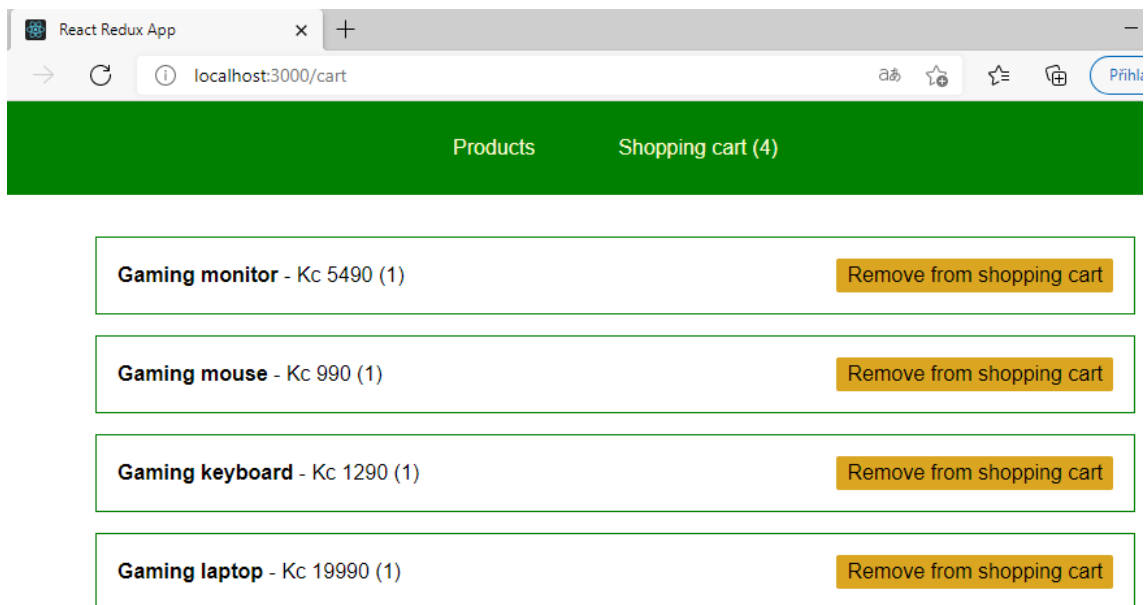 React Redux App
localhost:3000/cart
aあ
Přihlá
Products Shopping cart (4)
Gaming monitor - Kc 5490 (1) Remove from shopping cart
Gaming mouse - Kc 990 (1) Remove from shopping cart
Gaming keyboard - Kc 1290 (1) Remove from shopping cart
Gaming laptop - Kc 19990 (1) Remove from shopping cart